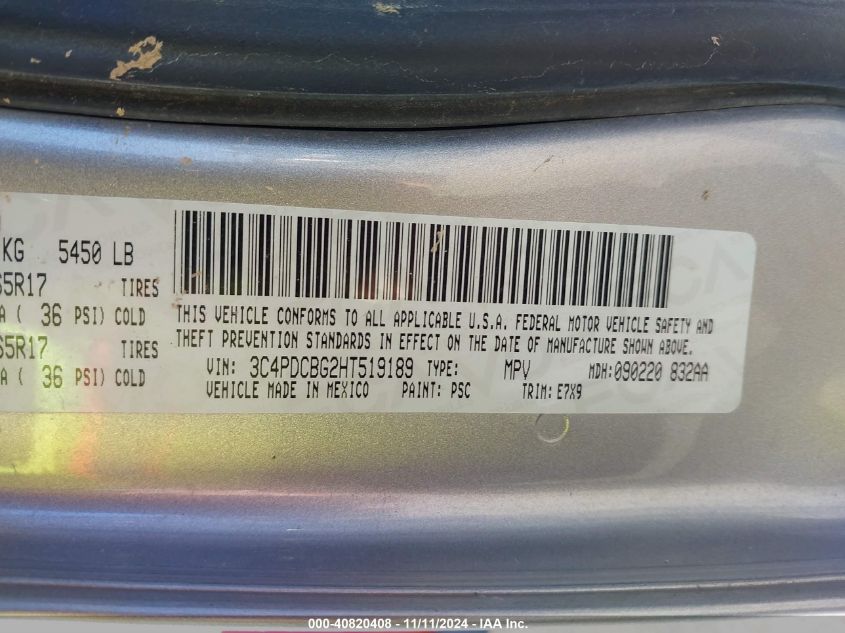 KG 5450 LB
5R17 TIRES
A ( 36 PSI) COLD
5R17 TIRES
A ( 36 PSI) COLD
THIS VEHICLE CONFORMS TO ALL APPLICABLE U.S.A. FEDERAL MOTOR VEHICLE SAFETY AND
THEFT PREVENTION STANDARDS IN EFFECT ON THE DATE OF MANUFACTURE SHOWN ABOVE.
VIN: 3C4PDCBG2HT519189 TYPE: MPV MDH:090220 832AA
VEHICLE MADE IN MEXICO PAINT: PSC TRIM: E7X9
000-40820408 - 11/11/2024 - IAA Inc.